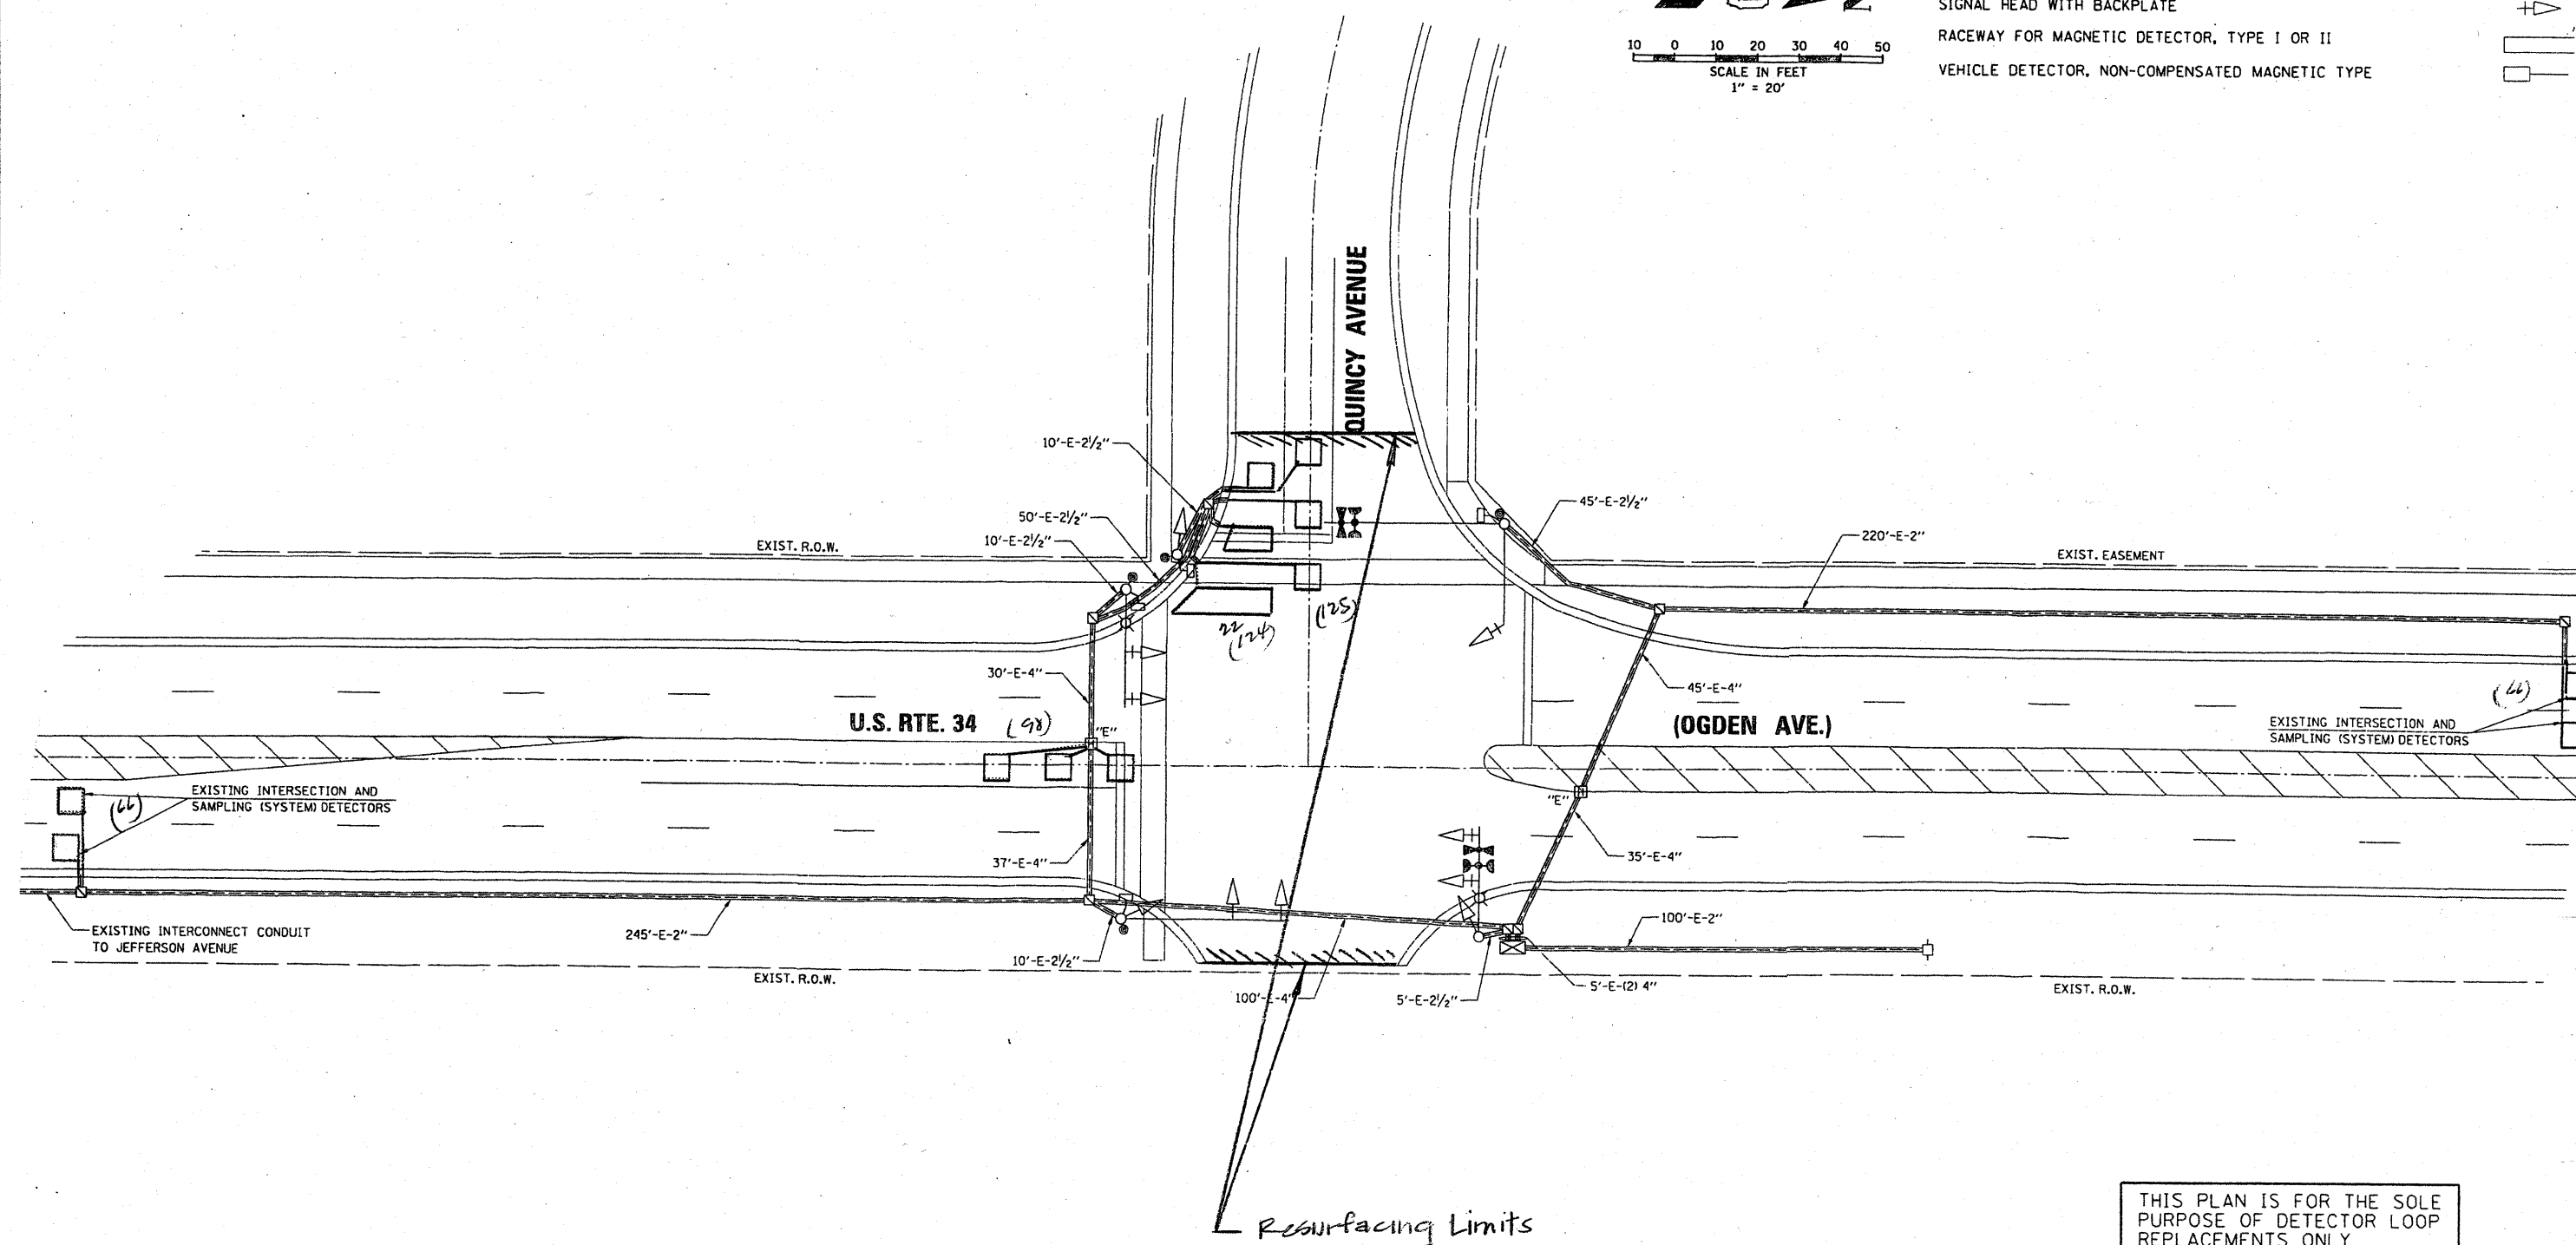 SIGNAL HEAD WITH BACKPLATE
10 0 10 20 30 40 50
RACEWAY FOR MAGNETIC DETECTOR, TYPE I OR II
SCALE IN FEET
1" = 20'
VEHICLE DETECTOR, NON-COMPENSATED MAGNETIC TYPE
QUINCY AVENUE
10'-E-2½"
50'-E-2½"
10'-E-2½"
45'-E-2½"
220'-E-2"
EXIST. R.O.W.
EXIST. EASEMENT
22
(124)
(125)
30'-E-4"
45'-E-4"
(66)
U.S. RTE. 34
(98)
"E"
(OGDEN AVE.)
EXISTING INTERSECTION AND
SAMPLING (SYSTEM) DETECTORS
EXISTING INTERSECTION AND
SAMPLING (SYSTEM) DETECTORS
(66)
"E"
37'-E-4"
35'-E-4"
EXISTING INTERCONNECT CONDUIT
TO JEFFERSON AVENUE
245'-E-2"
100'-E-2"
10'-E-2½"
EXIST. R.O.W.
100'-E-4"
5'-E-2½"
5'-E-(2) 4"
EXIST. R.O.W.
Resurfacing Limits
THIS PLAN IS FOR THE SOLE
PURPOSE OF DETECTOR LOOP
REPLACEMENTS ONLY